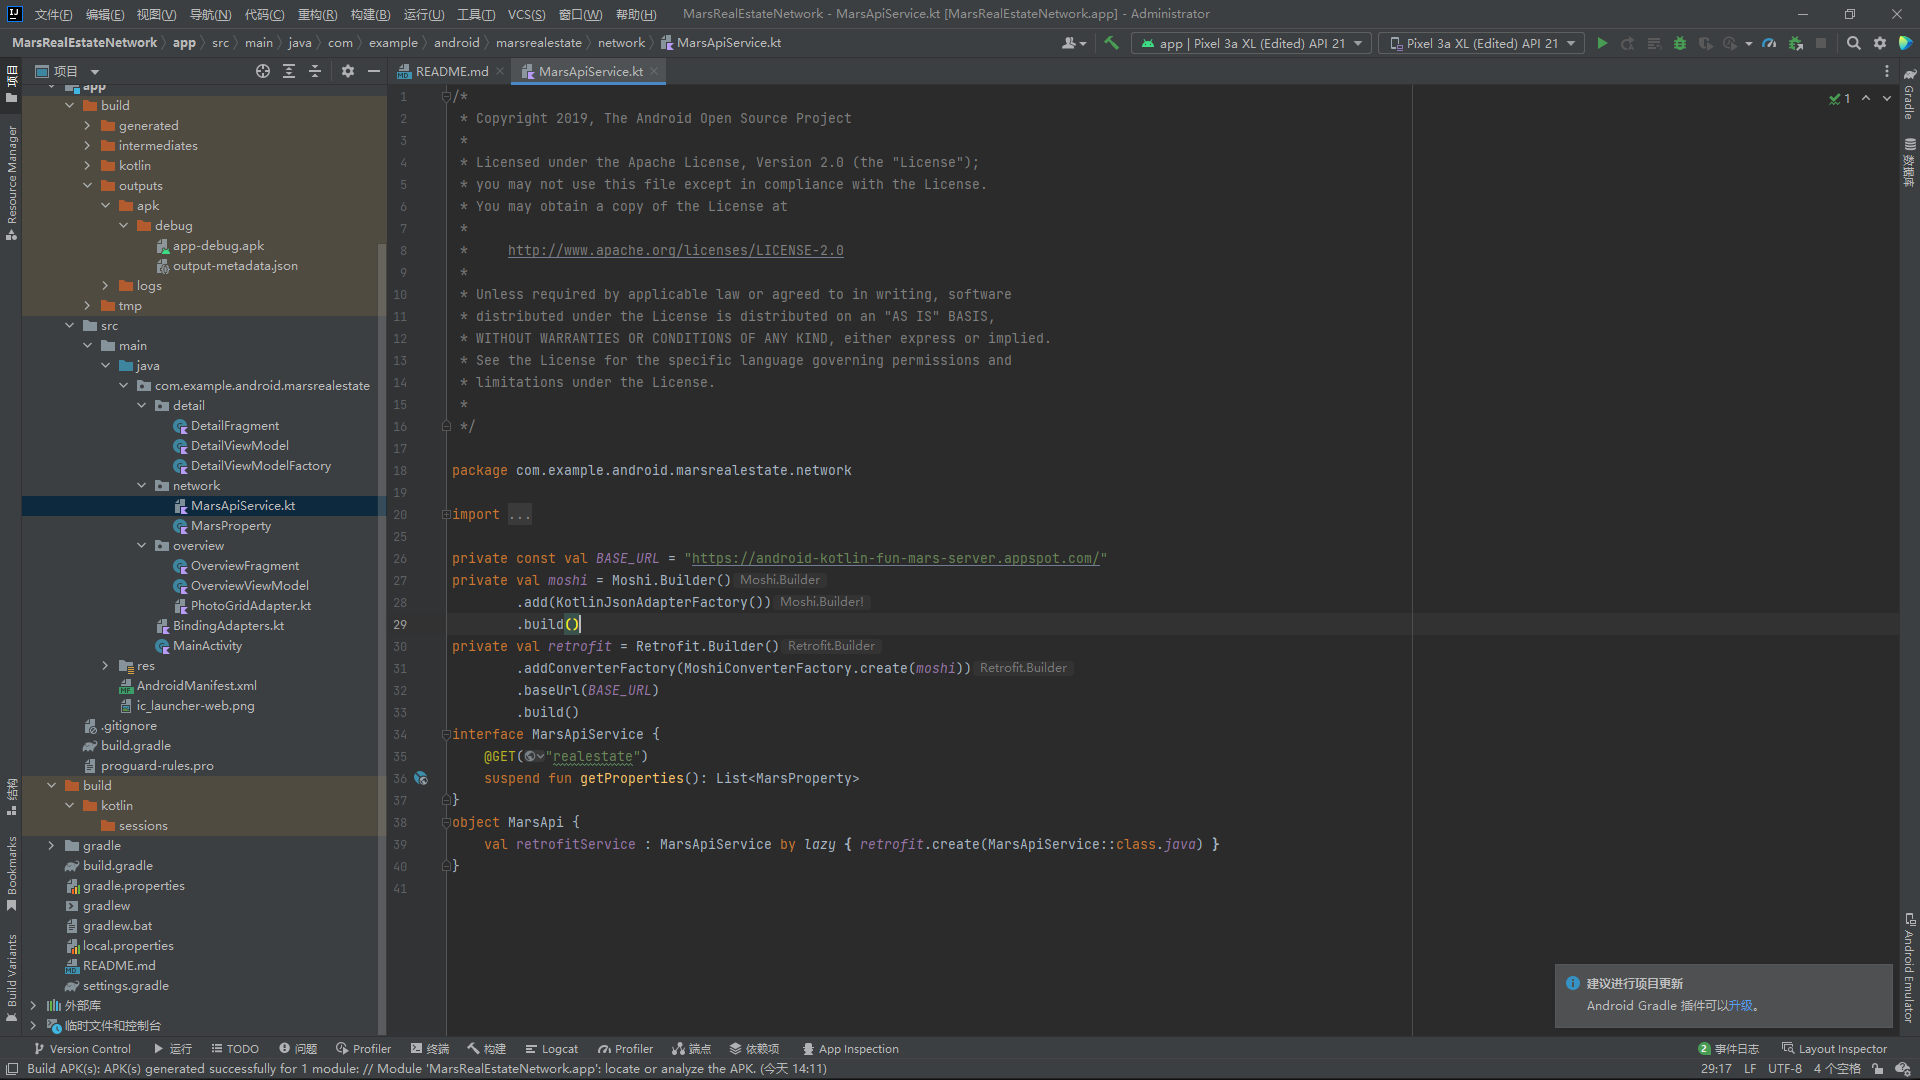 文件(F) 编辑(E) 视图(V) 导航(N) 代码(C) 重构(R) 构建(B) 运行(U) 工具(T) VCS(S) 窗口(W) 帮助(H) MarsRealEstateNetwork - MarsApiService.kt [MarsRealEstateNetwork.app] - Administrator
MarsRealEstateNetwork app src main java com example android marsrealestate network MarsApiService.kt
app | Pixel 3a XL (Edited) API 21
Pixel 3a XL (Edited) API 21
项目
Resource Manager
结构
Bookmarks
Build Variants
项目
app
build
generated
intermediates
kotlin
outputs
apk
debug
app-debug.apk
output-metadata.json
logs
tmp
src
main
java
com.example.android.marsrealestate
detail
DetailFragment
DetailViewModel
DetailViewModelFactory
network
MarsApiService.kt
MarsProperty
overview
OverviewFragment
OverviewViewModel
PhotoGridAdapter.kt
BindingAdapters.kt
MainActivity
res
AndroidManifest.xml
ic_launcher-web.png
.gitignore
build.gradle
proguard-rules.pro
build
kotlin
sessions
gradle
build.gradle
gradle.properties
gradlew
gradlew.bat
local.properties
README.md
settings.gradle
外部库
临时文件和控制台
README.md
MarsApiService.kt
1
1 /*
2 * Copyright 2019, The Android Open Source Project
3 *
4 * Licensed under the Apache License, Version 2.0 (the "License");
5 * you may not use this file except in compliance with the License.
6 * You may obtain a copy of the License at
7 *
8 * http://www.apache.org/licenses/LICENSE-2.0
9 *
10 * Unless required by applicable law or agreed to in writing, software
11 * distributed under the License is distributed on an "AS IS" BASIS,
12 * WITHOUT WARRANTIES OR CONDITIONS OF ANY KIND, either express or implied.
13 * See the License for the specific language governing permissions and
14 * limitations under the License.
15 *
16 */
17
18 package com.example.android.marsrealestate.network
19
20 import ...
25
26 private const val BASE_URL = "https://android-kotlin-fun-mars-server.appspot.com/"
27 private val moshi = Moshi.Builder() Moshi.Builder
28 .add(KotlinJsonAdapterFactory()) Moshi.Builder!
29 .build()
30 private val retrofit = Retrofit.Builder() Retrofit.Builder
31 .addConverterFactory(MoshiConverterFactory.create(moshi)) Retrofit.Builder
32 .baseUrl(BASE_URL)
33 .build()
34 interface MarsApiService {
35 @GET("realestate")
36 suspend fun getProperties(): List<MarsProperty>
37 }
38 object MarsApi {
39 val retrofitService : MarsApiService by lazy { retrofit.create(MarsApiService::class.java) }
40 }
41
Gradle
数据库
Android Emulator
建议进行项目更新
Android Gradle 插件可以升级。
Version Control 运行 TODO 问题 Profiler 终端 构建 Logcat Profiler 端点 依赖项 App Inspection 2 事件日志 Layout Inspector
Build APK(s): APK(s) generated successfully for 1 module: // Module 'MarsRealEstateNetwork.app': locate or analyze the APK. (今天 14:11) 29:17 LF UTF-8 4 个空格